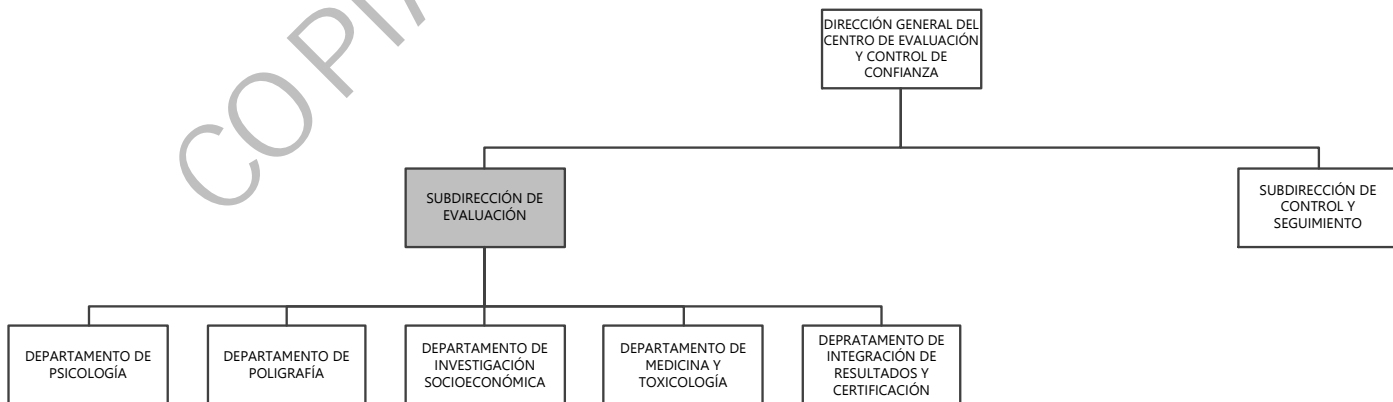 COPIA
DIRECCIÓN GENERAL DEL
CENTRO DE EVALUACIÓN
Y CONTROL DE
CONFIANZA
SUBDIRECCIÓN DE
EVALUACIÓN
SUBDIRECCIÓN DE
CONTROL Y
SEGUIMIENTO
DEPARTAMENTO DE
PSICOLOGÍA
DEPARTAMENTO DE
POLIGRAFÍA
DEPARTAMENTO DE
INVESTIGACIÓN
SOCIOECONÓMICA
DEPARTAMENTO DE
MEDICINA Y
TOXICOLOGÍA
DEPRATAMENTO DE
INTEGRACIÓN DE
RESULTADOS Y
CERTIFICACIÓN